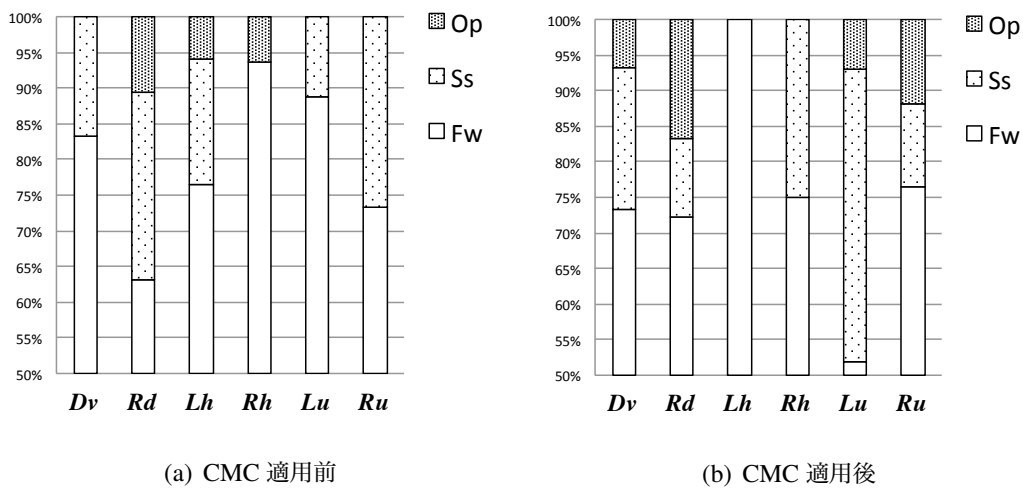 100%
95%
90%
85%
80%
75%
70%
65%
60%
55%
50%
Dv Rd Lh Rh Lu Ru
Op
Ss
Fw
(a) CMC 適用前
100%
95%
90%
85%
80%
75%
70%
65%
60%
55%
50%
Dv Rd Lh Rh Lu Ru
Op
Ss
Fw
(b) CMC 適用後